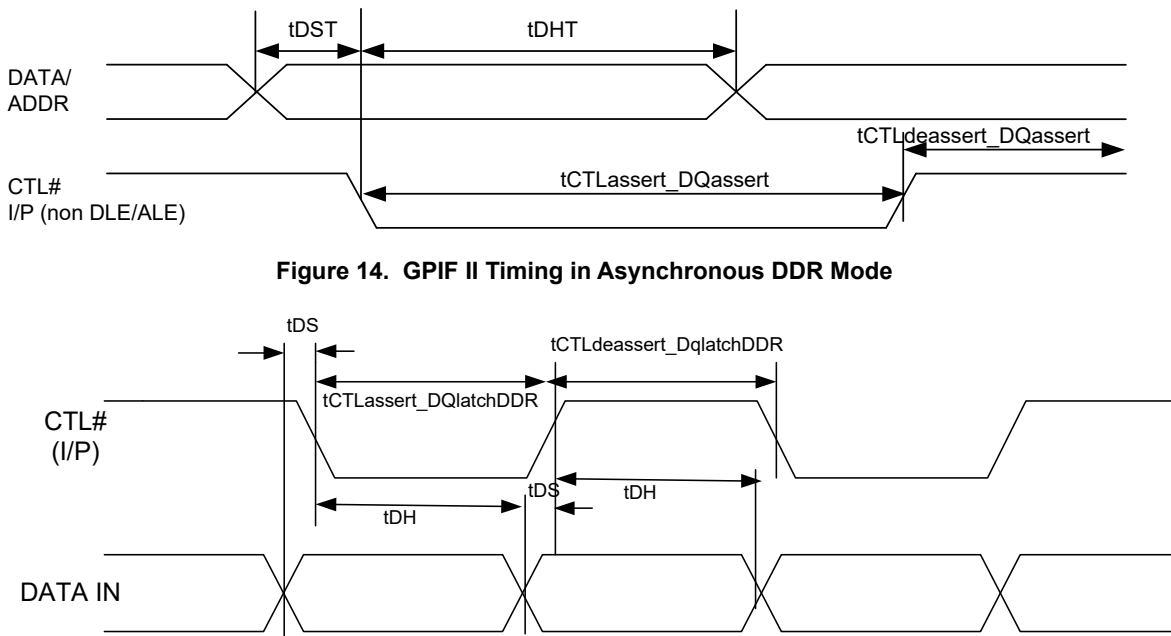 tDST
tDHT
DATA/
ADDR
tCTLdeassert_DQassert
tCTLassert_DQassert
CTL#
I/P (non DLE/ALE)
Figure 14. GPIF II Timing in Asynchronous DDR Mode
tDS
tCTLdeassert_DqlatchDDR
tCTLassert_DQlatchDDR
CTL#
(I/P)
tDS
tDH
tDH
DATA IN